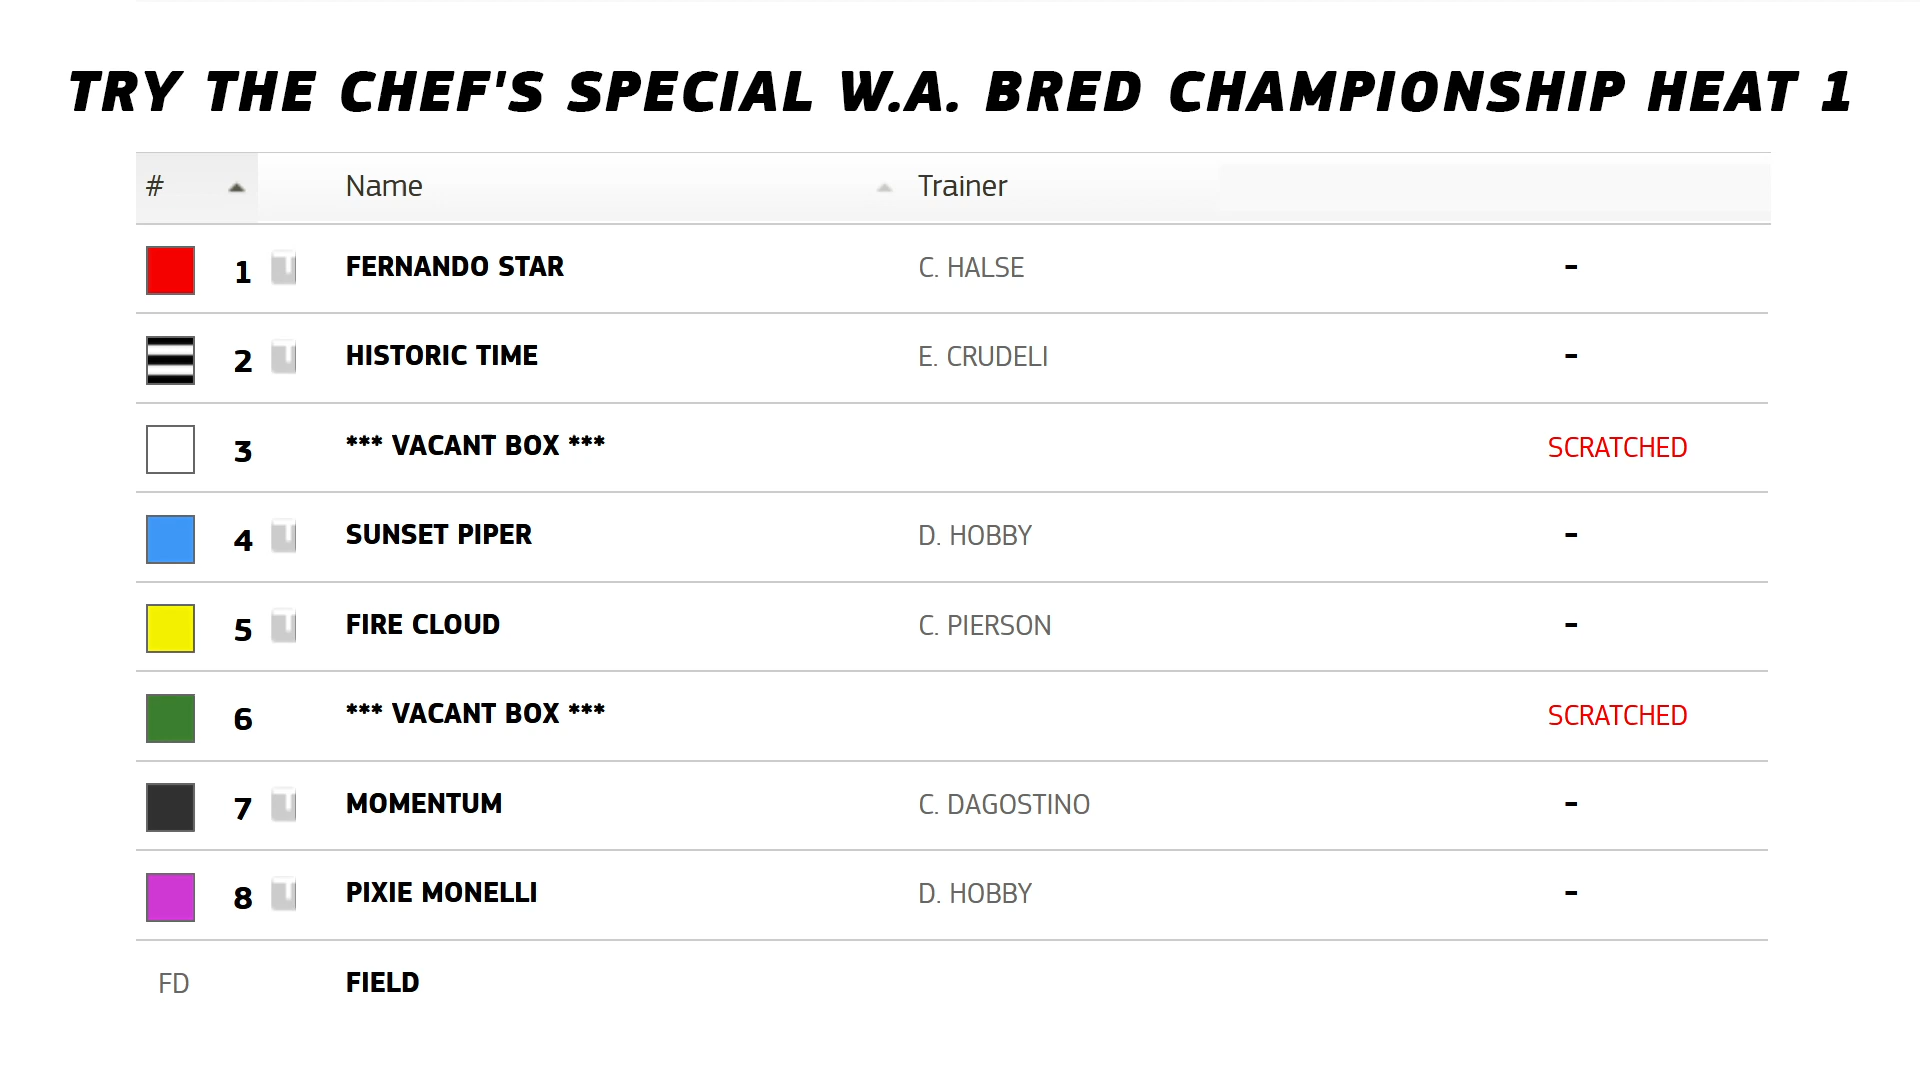 TRY THE CHEF'S SPECIAL W.A. BRED CHAMPIONSHIP HEAT 1
# Name Trainer
1 FERNANDO STAR C. HALSE -
2 HISTORIC TIME E. CRUDELI -
3 *** VACANT BOX *** SCRATCHED
4 SUNSET PIPER D. HOBBY -
5 FIRE CLOUD C. PIERSON -
6 *** VACANT BOX *** SCRATCHED
7 MOMENTUM C. DAGOSTINO -
8 PIXIE MONELLI D. HOBBY -
FD FIELD